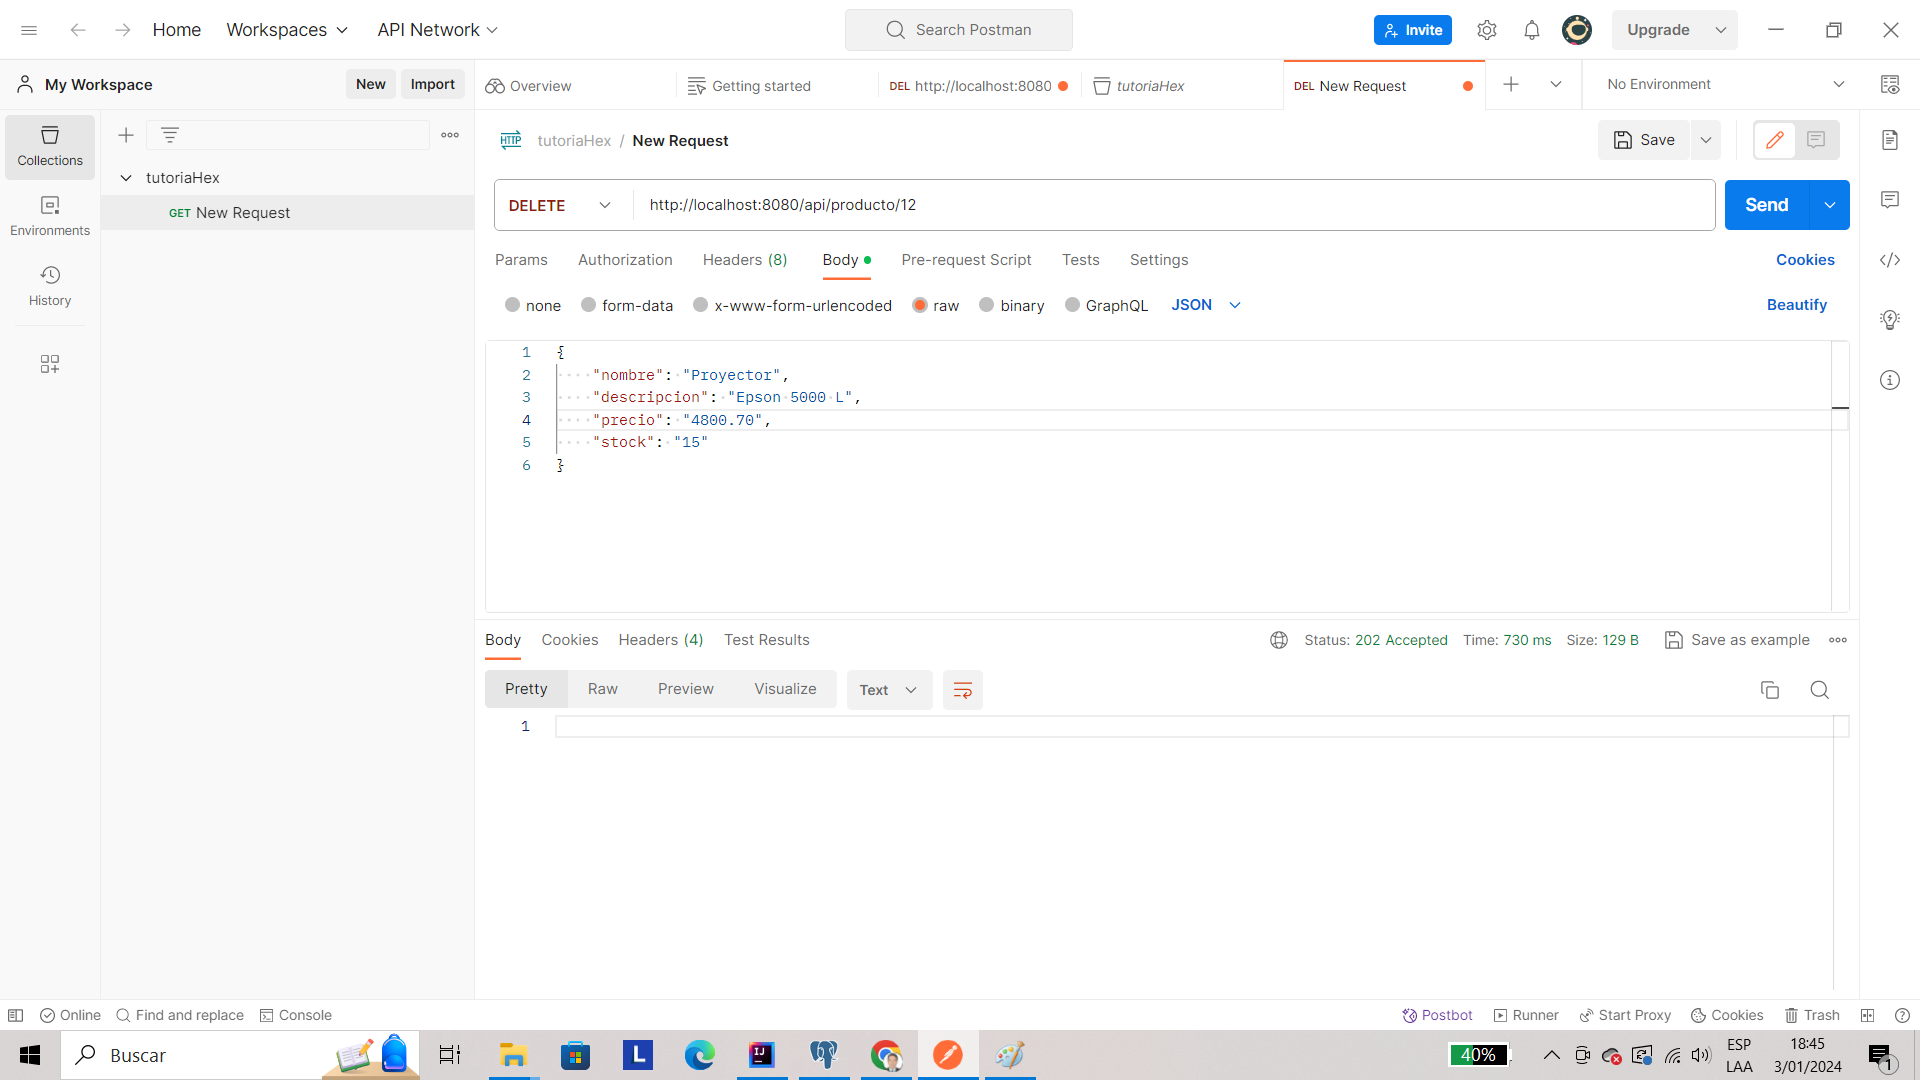 Home Workspaces API Network Search Postman Invite Upgrade
My Workspace New Import Overview Getting started DEL http://localhost:8080 tutoriaHex DEL New Request No Environment
Collections
Environments
History
tutoriaHex
GET New Request
HTTP tutoriaHex / New Request Save
DELETE http://localhost:8080/api/producto/12 Send
Params Authorization Headers (8) Body Pre-request Script Tests Settings Cookies
none form-data x-www-form-urlencoded raw binary GraphQL JSON Beautify
1 {
2 "nombre": "Proyector",
3 "descripcion": "Epson 5000 L",
4 "precio": "4800.70",
5 "stock": "15"
6 }
Body Cookies Headers (4) Test Results Status: 202 Accepted Time: 730 ms Size: 129 B Save as example
Pretty Raw Preview Visualize Text
1
Online Find and replace Console Postbot Runner Start Proxy Cookies Trash
Buscar L IJ 40% ESP 18:45
LAA 3/01/2024 1